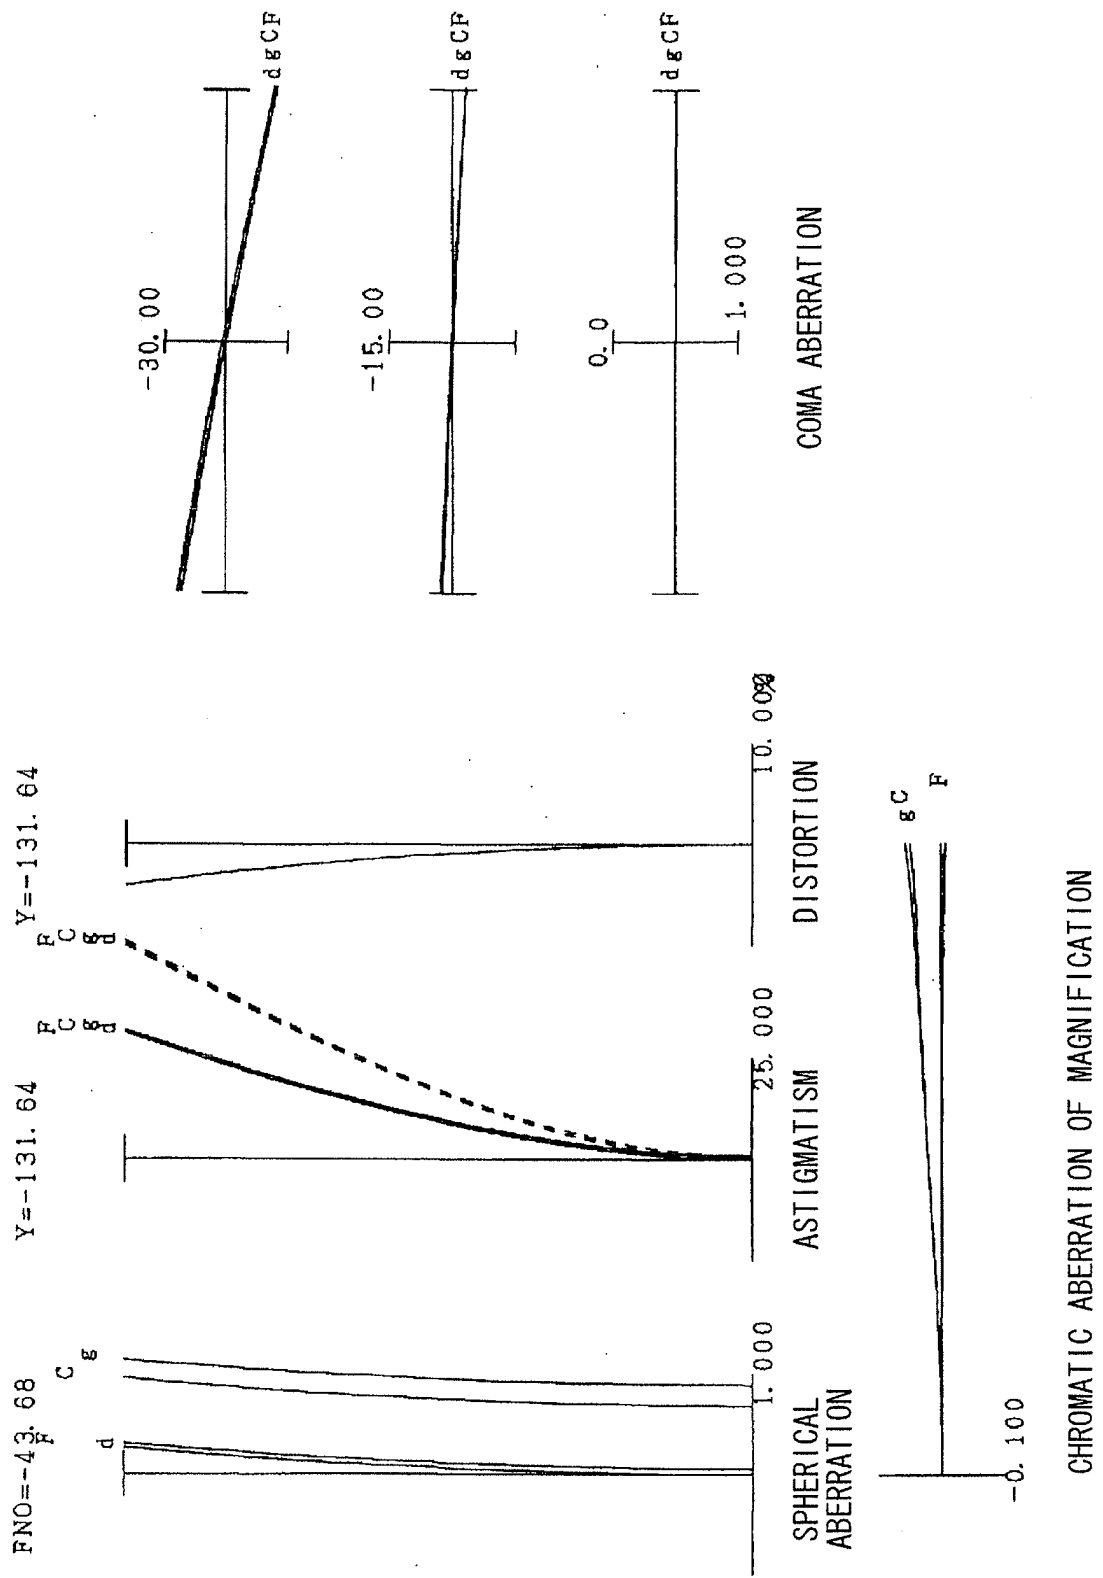 FNO=-43.68
F
d
C
g
1.000
SPHERICAL
ABERRATION
Y=-131.64
F
C
g
d
F
C
g
d
25.000
ASTIGMATISM
Y=-131.64
10.00%
DISTORTION
-30.00
dgCF
-15.00
dgCF
0.0
dgCF
1.000
COMA ABERRATION
-0.100
gC
F
CHROMATIC ABERRATION OF MAGNIFICATION